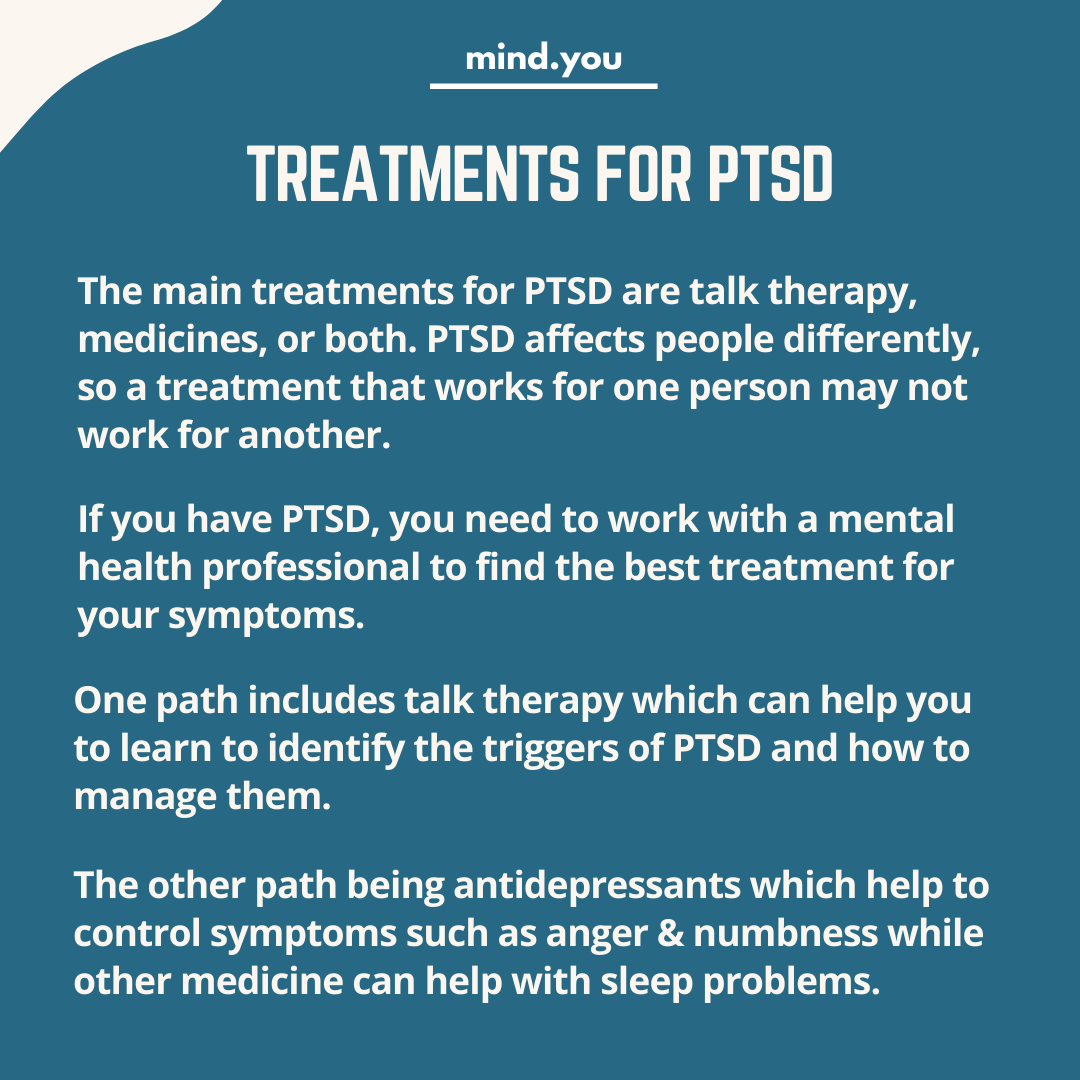 mind.you
TREATMENTS FOR PTSD
The main treatments for PTSD are talk therapy,
medicines, or both. PTSD affects people differently,
so a treatment that works for one person may not
work for another.
If you have PTSD, you need to work with a mental
health professional to find the best treatment for
your symptoms.
One path includes talk therapy which can help you
to learn to identify the triggers of PTSD and how to
manage them.
The other path being antidepressants which help to
control symptoms such as anger & numbness while
other medicine can help with sleep problems.